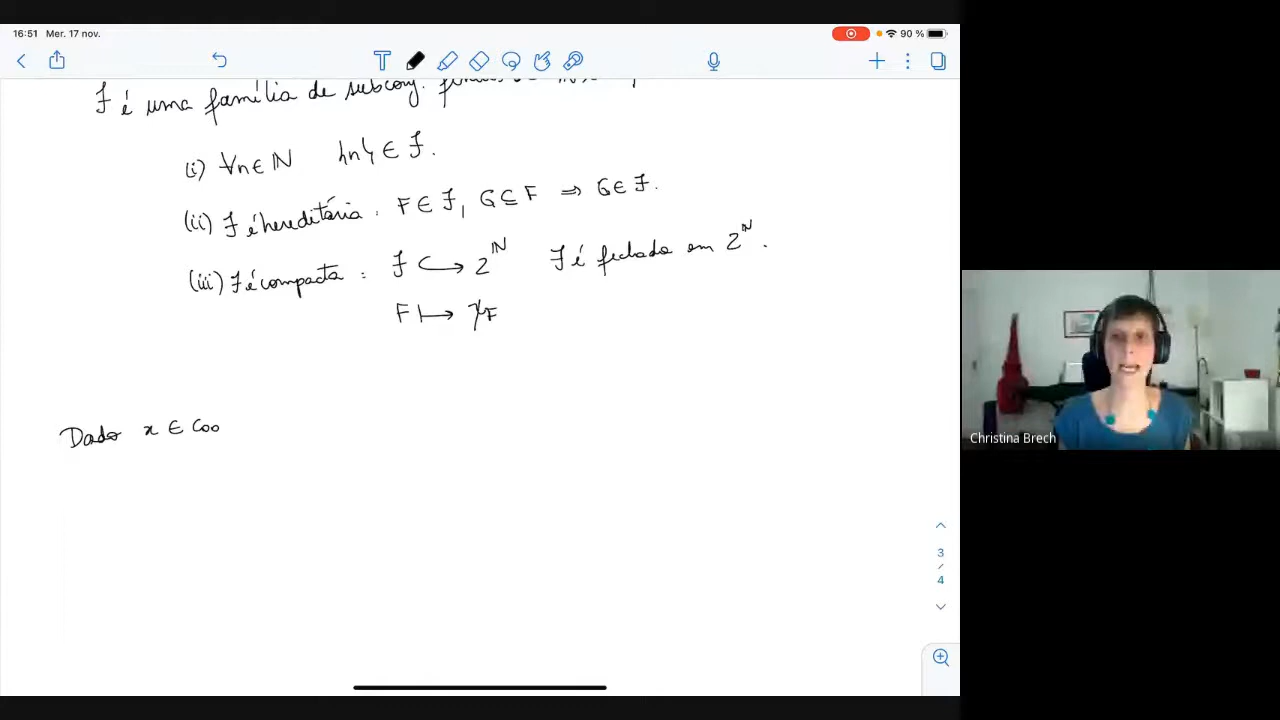 16:51 Mer. 17 nov. 90 %
T
F é uma família de subconj.
(i) ∀n∈ℕ {n} ∈ F.
(ii) F é hereditária : F ∈ F, G ⊆ F ⇒ G ∈ F.
(iii) F é compacta : F ↪ 2^ℕ F é fechado em 2^ℕ.
F ↦ χ_F
Dado x ∈ c₀₀
Christina Brech
3
/
4